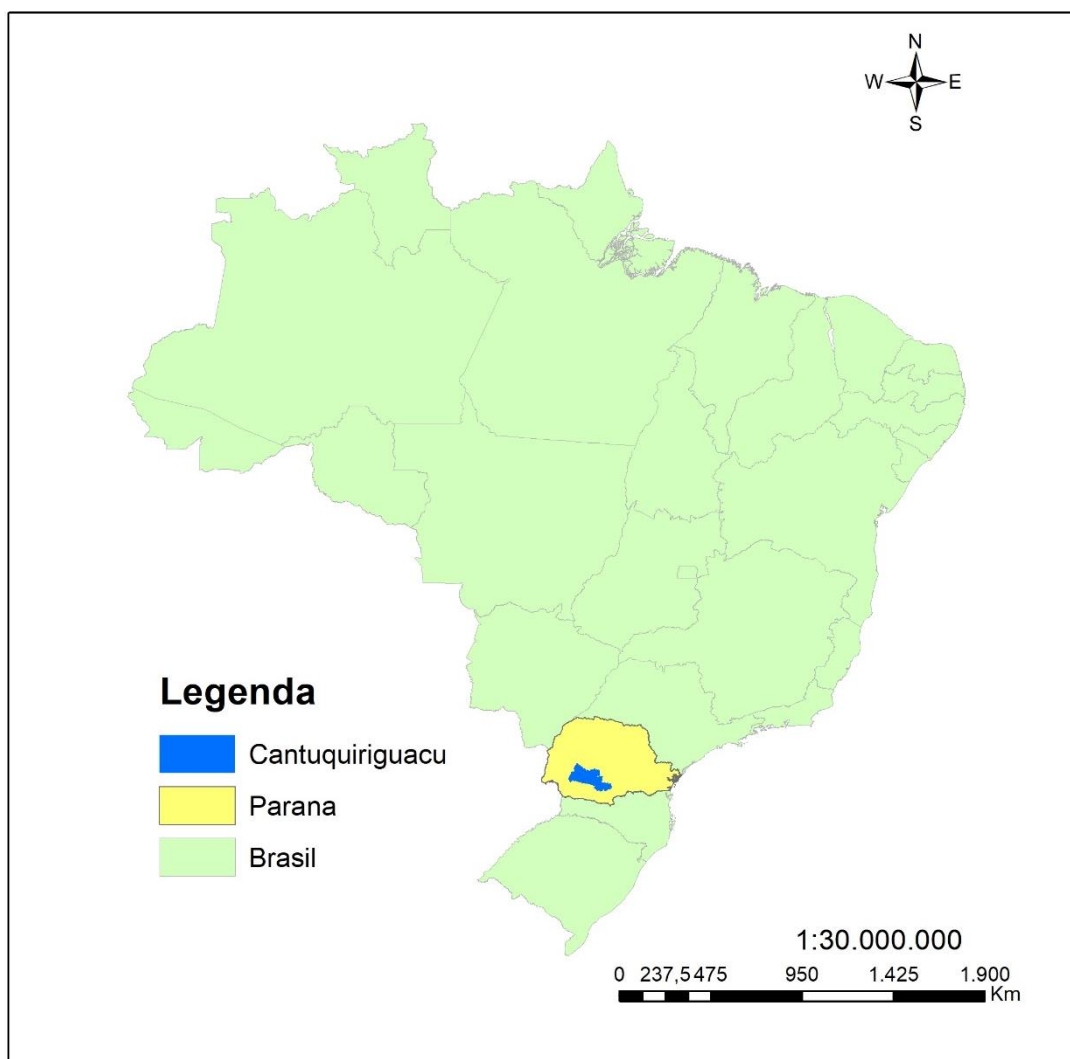 N
W E
S
Legenda
Cantuquiriguacu
Parana
Brasil
1:30.000.000
0 237,5 475 950 1.425 1.900
Km